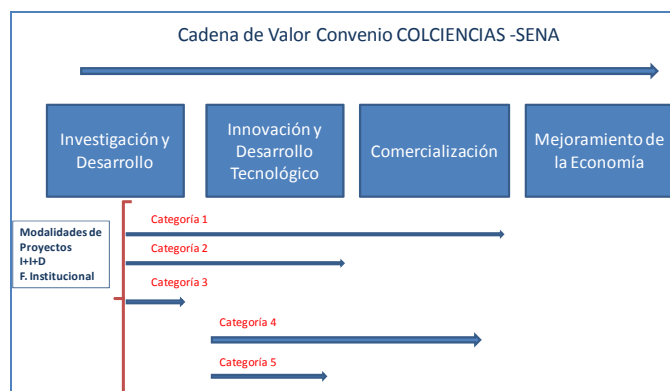 Cadena de Valor Convenio COLCIENCIAS -SENA
Investigación y
Desarrollo
Innovación y
Desarrollo
Tecnológico
Comercialización
Mejoramiento de
la Economía
Modalidades de
Proyectos
I+I+D
F. Institucional
Categoría 1
Categoría 2
Categoría 3
Categoría 4
Categoría 5